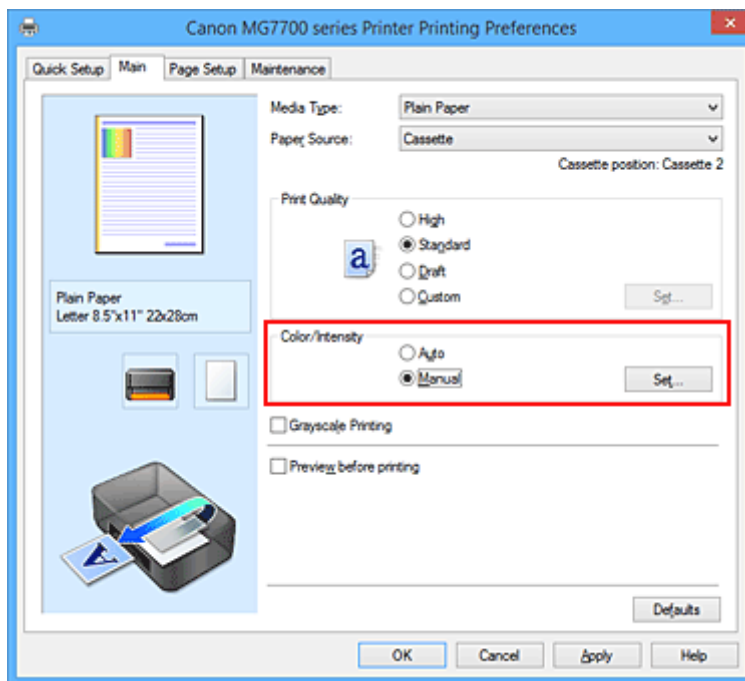 Canon MG7700 series Printer Printing Preferences
Quick Setup Main Page Setup Maintenance
Media Type: Plain Paper
Paper Source: Cassette
Cassette position: Cassette 2
Print Quality
High
Standard
Draft
Custom
Set...
Plain Paper
Letter 8.5"x11" 22x28cm
Color/Intensity
Auto
Manual
Set...
Grayscale Printing
Preview before printing
Defaults
OK Cancel Apply Help